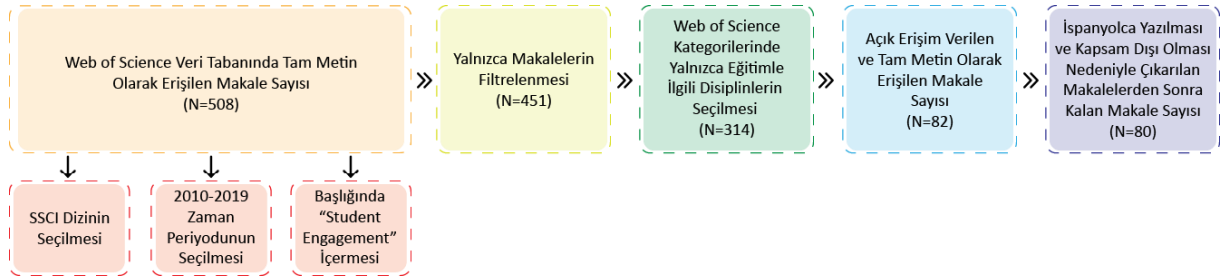 Web of Science Veri Tabanında Tam Metin
Olarak Erişilen Makale Sayısı
(N=508)
Yalnızca Makalelerin
Filtrelenmesi
(N=451)
Web of Science
Kategorilerinde
Yalnızca Eğitimle
İlgili Disiplinlerin
Seçilmesi
(N=314)
Açık Erişim Verilen
ve Tam Metin Olarak
Erişilen Makale
Sayısı
(N=82)
İspanyolca Yazılması
ve Kapsam Dışı Olması
Nedeniyle Çıkarılan
Makalelerden Sonra
Kalan Makale Sayısı
(N=80)
SSCI Dizinin
Seçilmesi
2010-2019
Zaman
Periyodunun
Seçilmesi
Başlığında
“Student
Engagement”
İçermesi